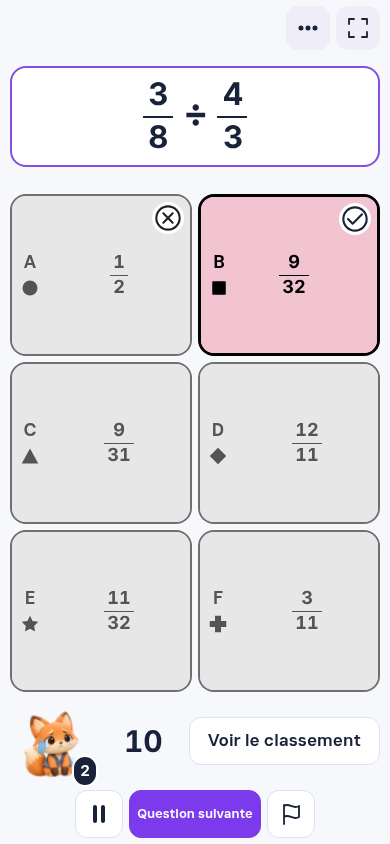 3/8 ÷ 4/3
A 1/2
B 9/32
C 9/31
D 12/11
E 11/32
F 3/11
2
10
Voir le classement
Question suivante